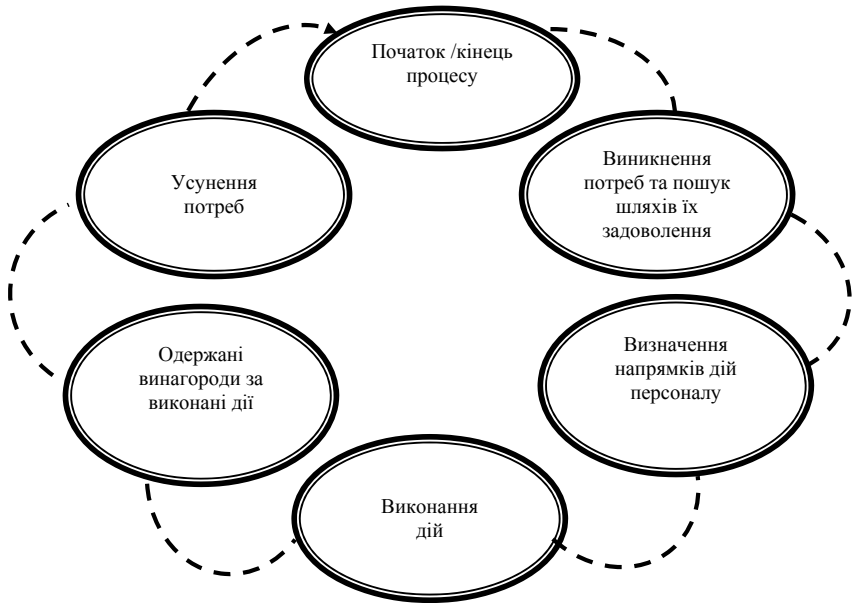 Початок /кінець
процесу
Виникнення
потреб та пошук
шляхів їх
задоволення
Визначення
напрямків дій
персоналу
Виконання
дій
Одержані
винагороди за
виконані дії
Усунення
потреб